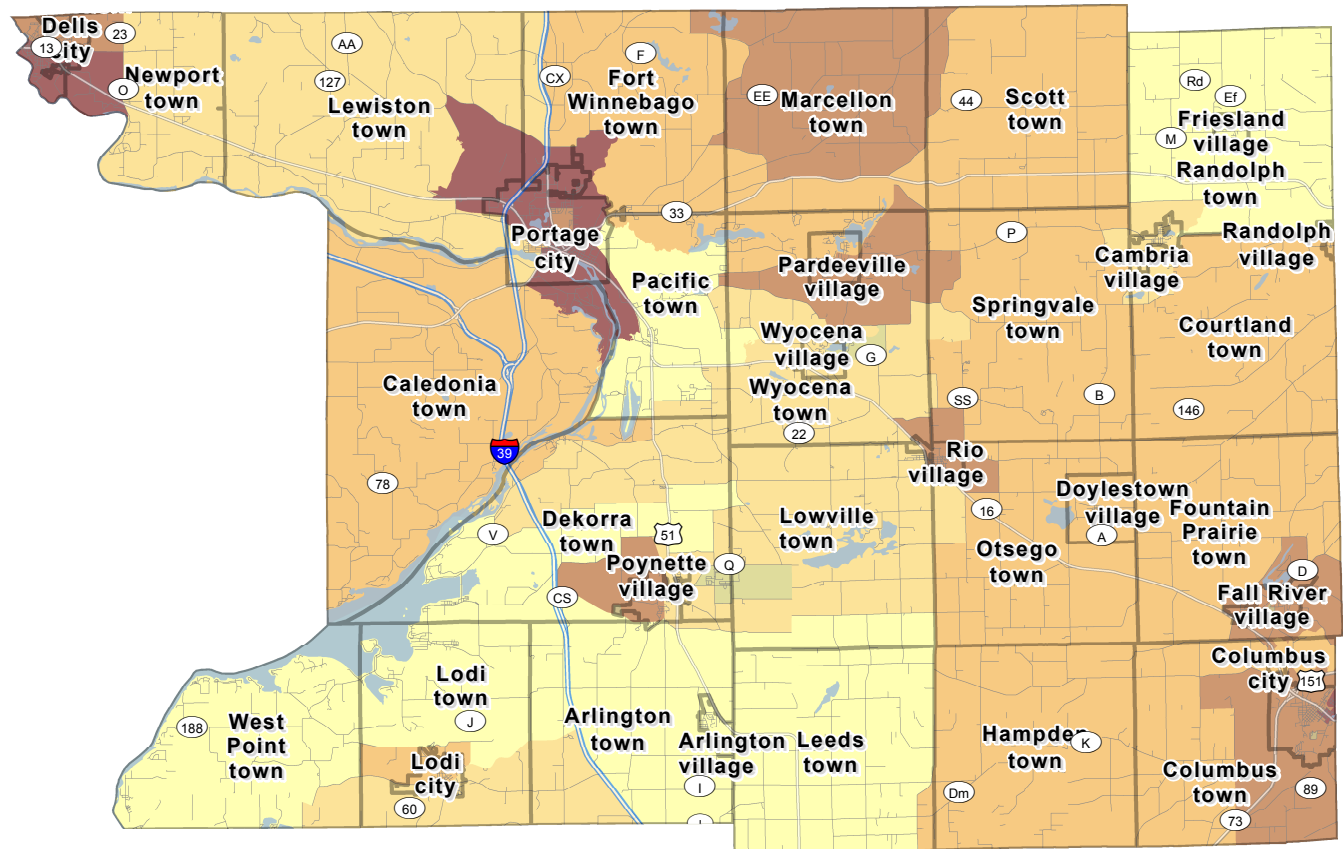 Dells
city
13
23
AA
O
Newport
town
127
Lewiston
town
CX
F
Fort
Winnebago
town
EE
Marcellon
town
44
Scott
town
Rd
Ef
M
Friesland
village
Randolph
town
33
Portage
city
Pacific
town
Pardeeville
village
P
Cambria
village
Randolph
village
Springvale
town
Courtland
town
Wyocena
village
G
Wyocena
town
22
SS
B
146
Caledonia
town
39
78
Rio
village
V
Dekorra
town
51
Poynette
village
CS
Q
Lowville
town
16
Otsego
town
Doylestown
village
A
Fountain
Prairie
town
D
Fall River
village
Columbus
city
151
188
West
Point
town
Lodi
town
J
Lodi
city
60
Arlington
town
Arlington
village
I
Leeds
town
Hampden
town
K
Dm
Columbus
town
89
73